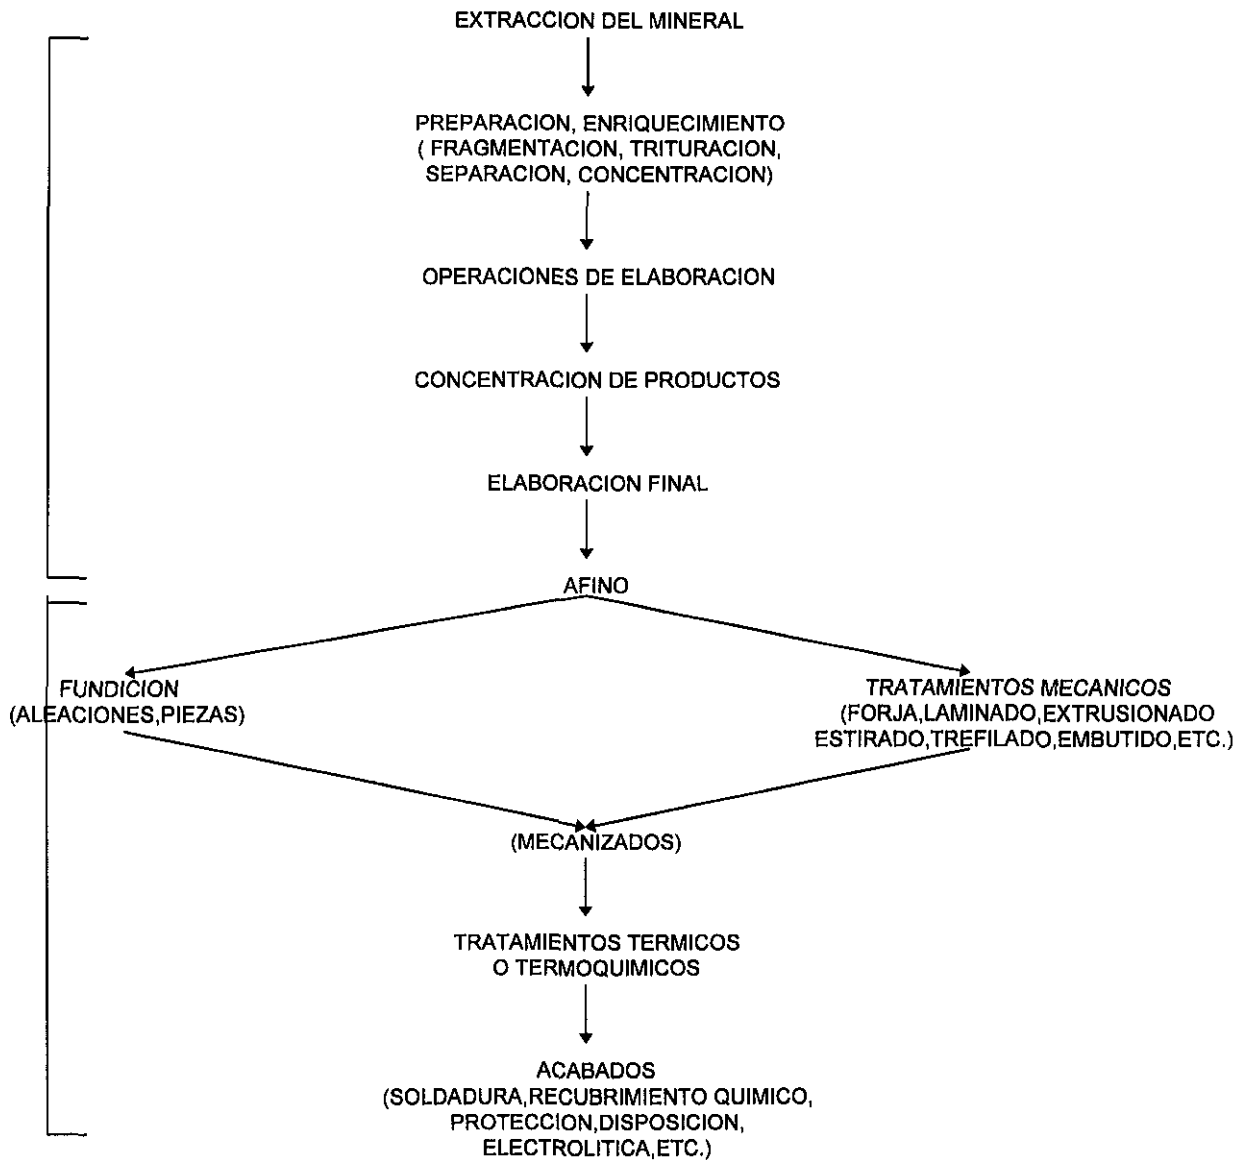 EXTRACCION DEL MINERAL
PREPARACION, ENRIQUECIMIENTO
( FRAGMENTACION, TRITURACION,
SEPARACION, CONCENTRACION)
OPERACIONES DE ELABORACION
CONCENTRACION DE PRODUCTOS
ELABORACION FINAL
AFINO
FUNDICION
(ALEACIONES,PIEZAS)
TRATAMIENTOS MECANICOS
(FORJA,LAMINADO,EXTRUSIONADO
ESTIRADO,TREFILADO,EMBUTIDO,ETC.)
(MECANIZADOS)
TRATAMIENTOS TERMICOS
O TERMOQUIMICOS
ACABADOS
(SOLDADURA,RECUBRIMIENTO QUIMICO,
PROTECCION,DISPOSICION,
ELECTROLITICA,ETC.)